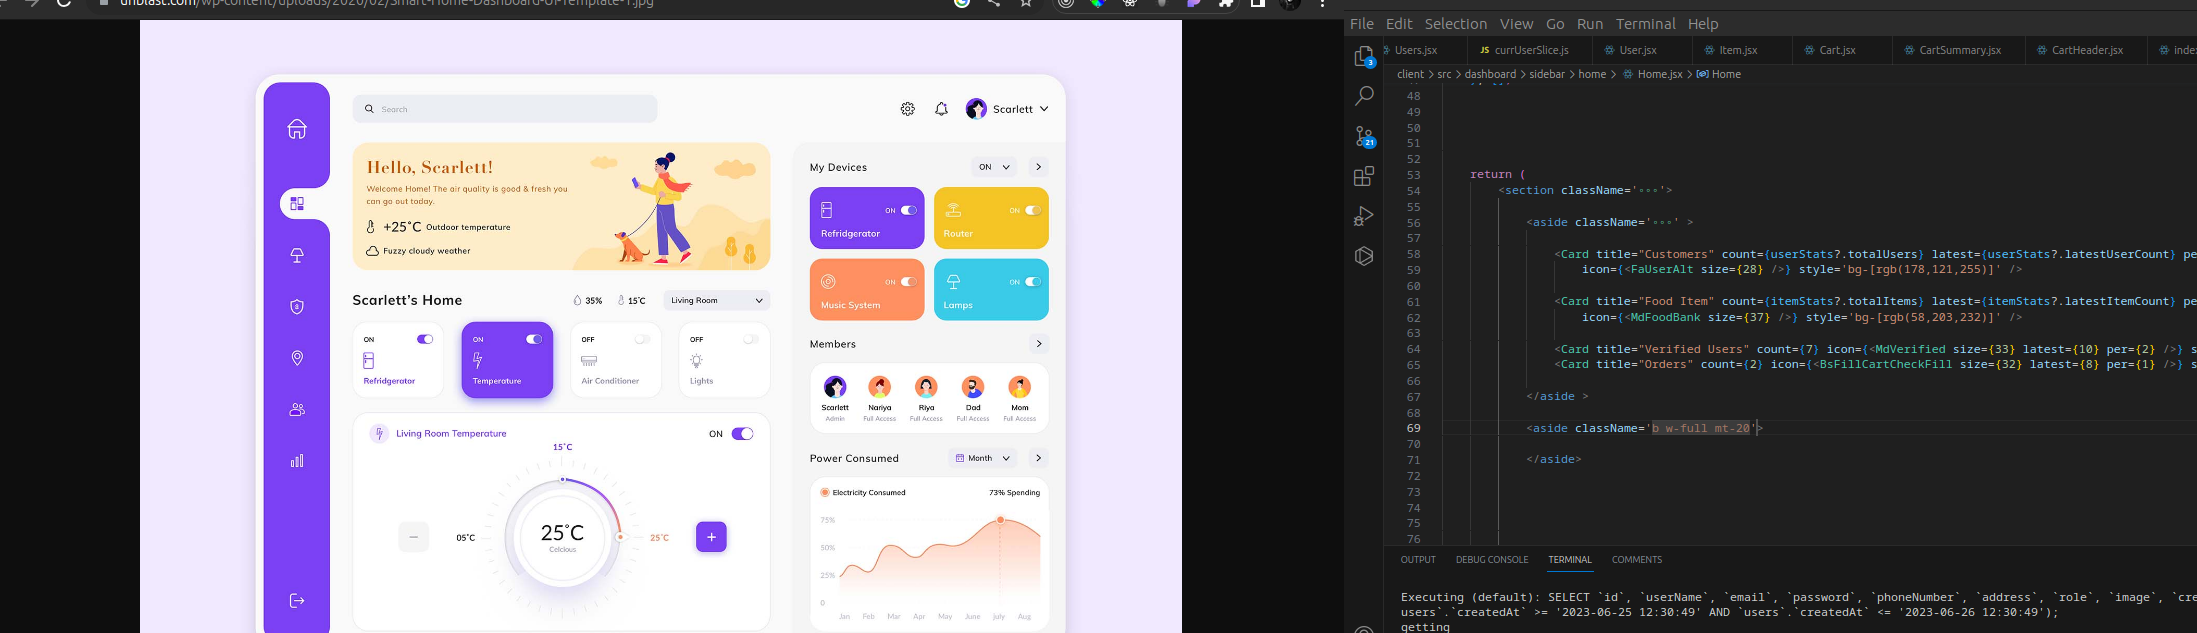 unblast.com/wp-content/uploads/2020/02/Smart-Home-Dashboard-UI-Template-1.jpg
Search
Scarlett
Hello, Scarlett!
Welcome Home! The air quality is good & fresh you
can go out today.
+25°C Outdoor temperature
Fuzzy cloudy weather
Scarlett's Home
35%
15°C
Living Room
ON
Refridgerator
ON
Temperature
OFF
Air Conditioner
OFF
Lights
Living Room Temperature
ON
15°C
05°C
25°C
Celcious
25°C
−
+
My Devices
ON
ON
Refridgerator
ON
Router
ON
Music System
ON
Lamps
Members
Scarlett
Admin
Nariya
Full Access
Riya
Full Access
Dad
Full Access
Mom
Full Access
Power Consumed
Month
Electricity Consumed
73% Spending
75%
50%
25%
0
Jan Feb Mar Apr May June July Aug
File Edit Selection View Go Run Terminal Help
Users.jsx
JS currUserSlice.js
User.jsx
Item.jsx
Cart.jsx
CartSummary.jsx
CartHeader.jsx
inde
3
21
client > src > dashboard > sidebar > home > Home.jsx > Home
48
49
50
51
52
53 return (
54 <section className='∘∘∘'>
55
56 <aside className='∘∘∘' >
57
58 <Card title="Customers" count={userStats?.totalUsers} latest={userStats?.latestUserCount} pe
59 icon={<FaUserAlt size={28} />} style='bg-[rgb(178,121,255)]' />
60
61 <Card title="Food Item" count={itemStats?.totalItems} latest={itemStats?.latestItemCount} pe
62 icon={<MdFoodBank size={37} />} style='bg-[rgb(58,203,232)]' />
63
64 <Card title="Verified Users" count={7} icon={<MdVerified size={33} latest={10} per={2} />} s
65 <Card title="Orders" count={2} icon={<BsFillCartCheckFill size={32} latest={8} per={1} />} s
66
67 </aside >
68
69 <aside className='b w-full mt-20'>
70
71 </aside>
72
73
74
75
76
OUTPUT DEBUG CONSOLE TERMINAL COMMENTS
Executing (default): SELECT `id`, `userName`, `email`, `password`, `phoneNumber`, `address`, `role`, `image`, `cre
users`.`createdAt` >= '2023-06-25 12:30:49' AND `users`.`createdAt` <= '2023-06-26 12:30:49');
getting